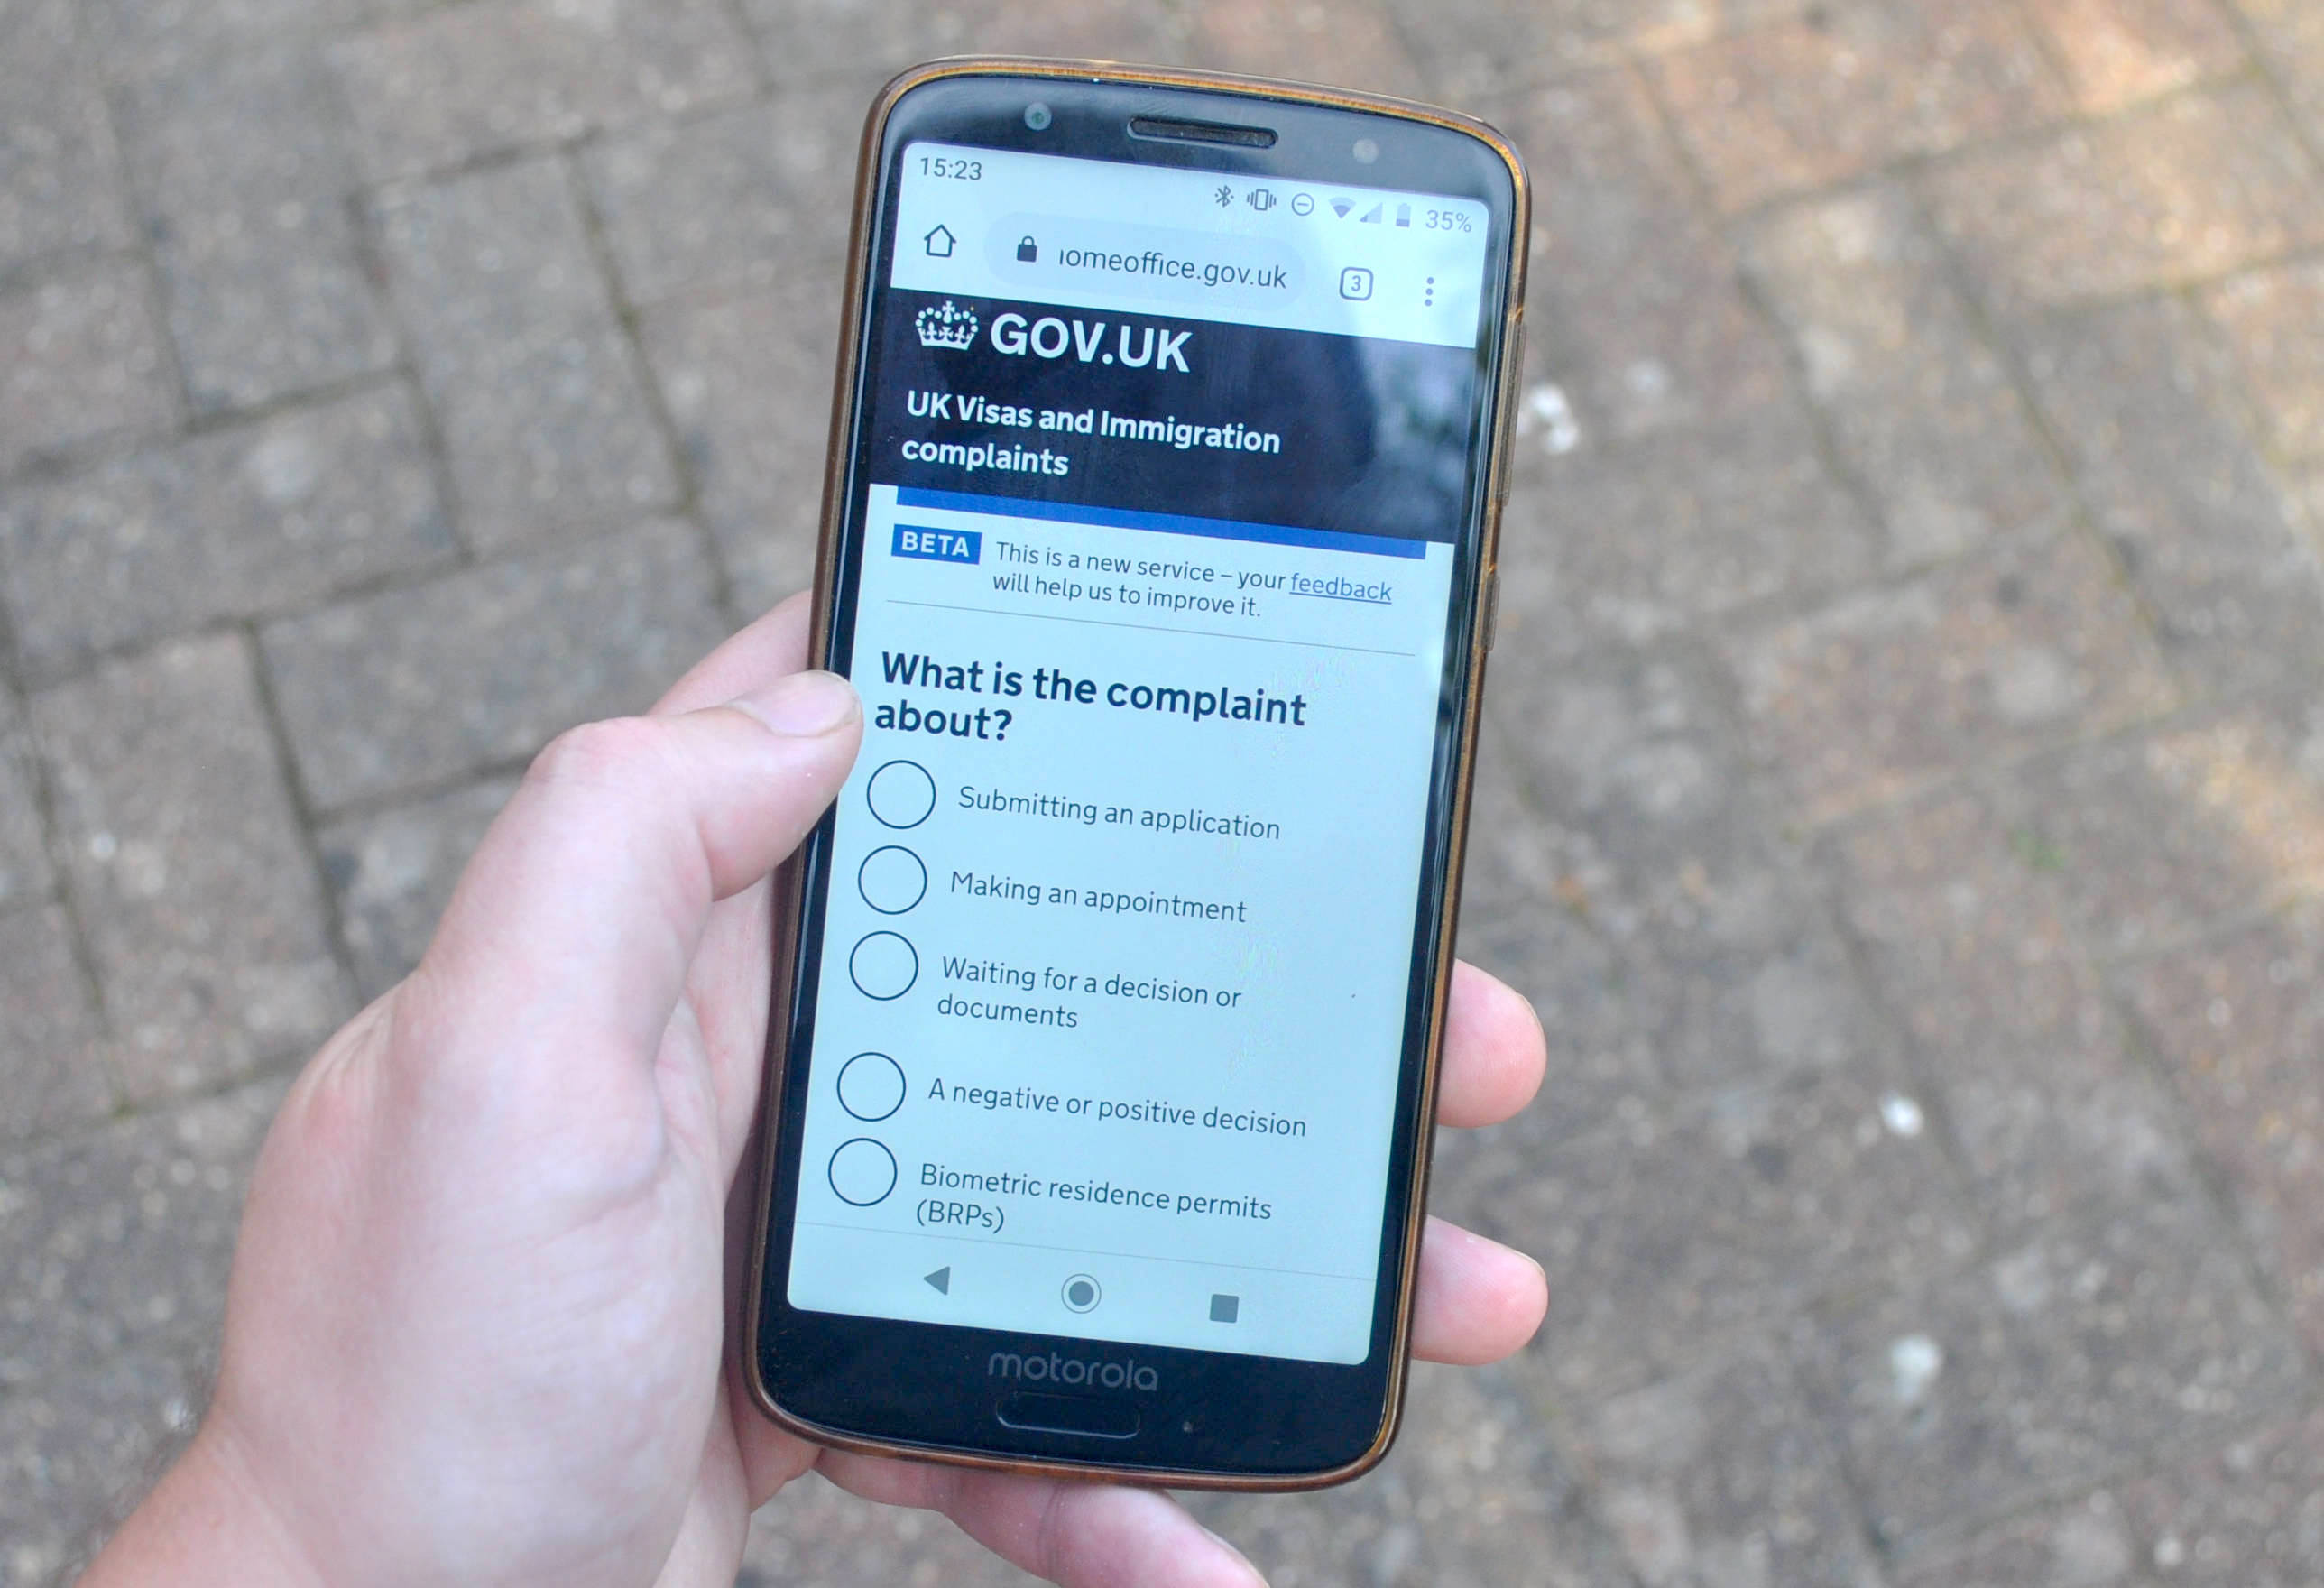 15:23
35%
omeoffice.gov.uk
3
GOV.UK
UK Visas and Immigration
complaints
BETA
This is a new service – your feedback
will help us to improve it.
What is the complaint
about?
Submitting an application
Making an appointment
Waiting for a decision or
documents
A negative or positive decision
Biometric residence permits
(BRPs)
motorola